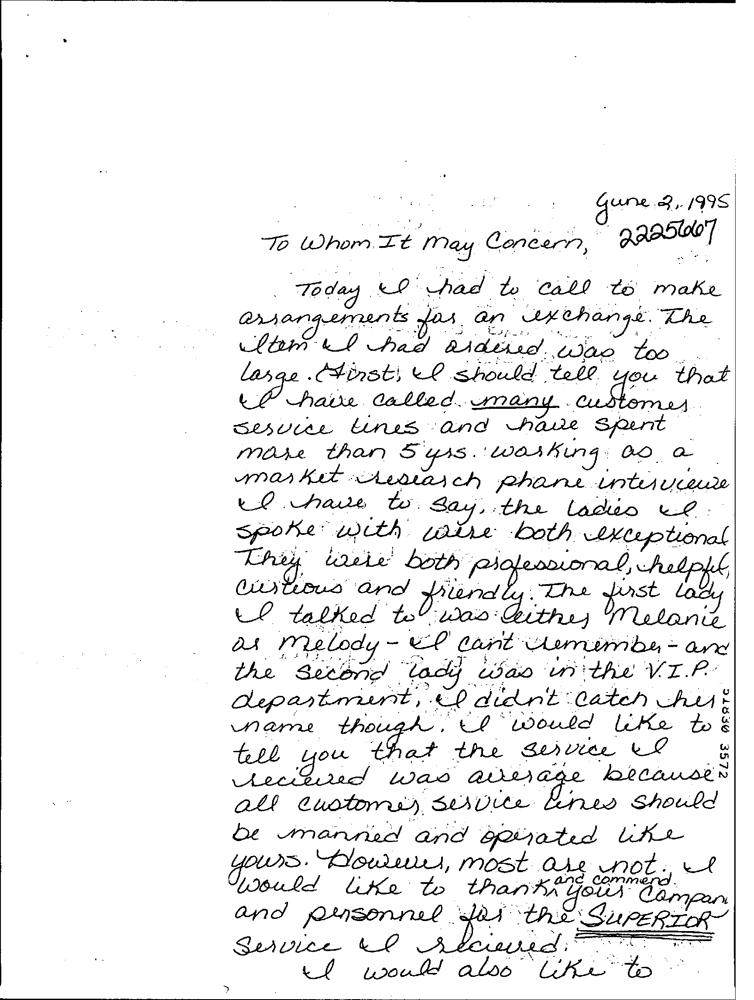 June 2, 1995
To Whom It May Concern, 2225667
Today I had to call to make
arrangements for an exchange. The
item I had ordered was too
large. First, I should tell you that
I have called many customer
service lines and have spent
more than 5 yrs. working as a
market research phone interviewe
I have to say, the ladies I
spoke with were both exceptional
They were both professional, helpful,
curteous and friendly. The first lady
I talked to was either Melanie
or Melody - I can't remember - and
the second lady was in the V.I.P.
department, I didn't catch her
name though. I would like to
tell you that the service I
recieved was average because
all customer service lines should
be manned and operated like
yours. However, most are not. I
would like to thank and commend your Compan
and personnel for the SUPERIOR
service I recieved.
I would also like to
51830 3572